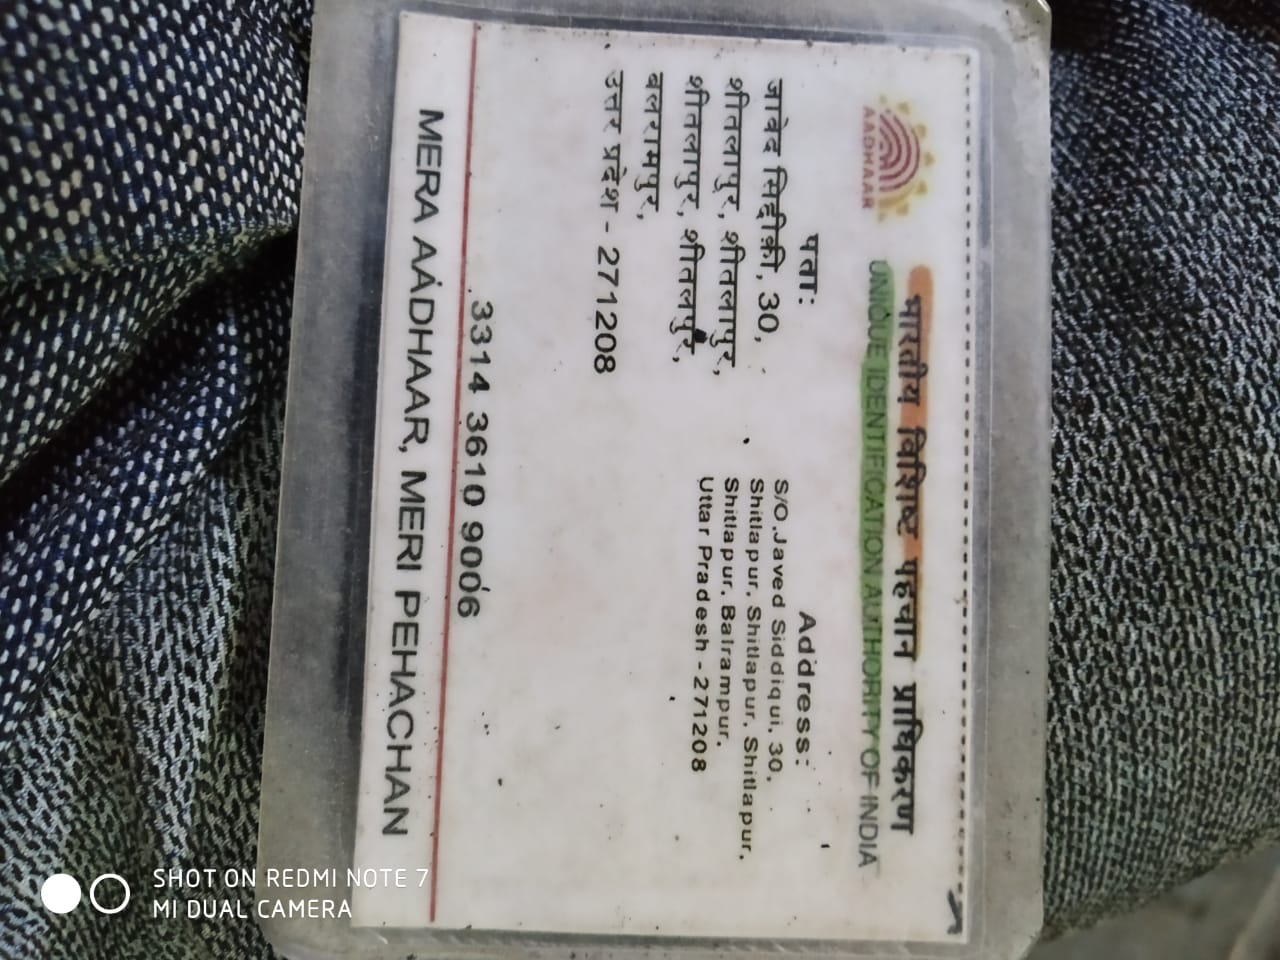 भारतीय विशिष्ट पहचान प्राधिकरण
UNIQUE IDENTIFICATION AUTHORITY OF INDIA
AADHAAR
पता:
जावेद सिद्दीकी, 30,
शीतलापुर, शीतलापुर,
शीतलापुर, शीतलपुर,
बलरामपुर,
उत्तर प्रदेश - 271208
Address:
S/O.Javed Siddiqui, 30,
Shitlapur, Shitlapur, Shitlapur,
Shitlapur, Balrampur,
Uttar Pradesh - 271208
3314 3610 9006
MERA AADHAAR, MERI PEHACHAN
SHOT ON REDMI NOTE 7
MI DUAL CAMERA